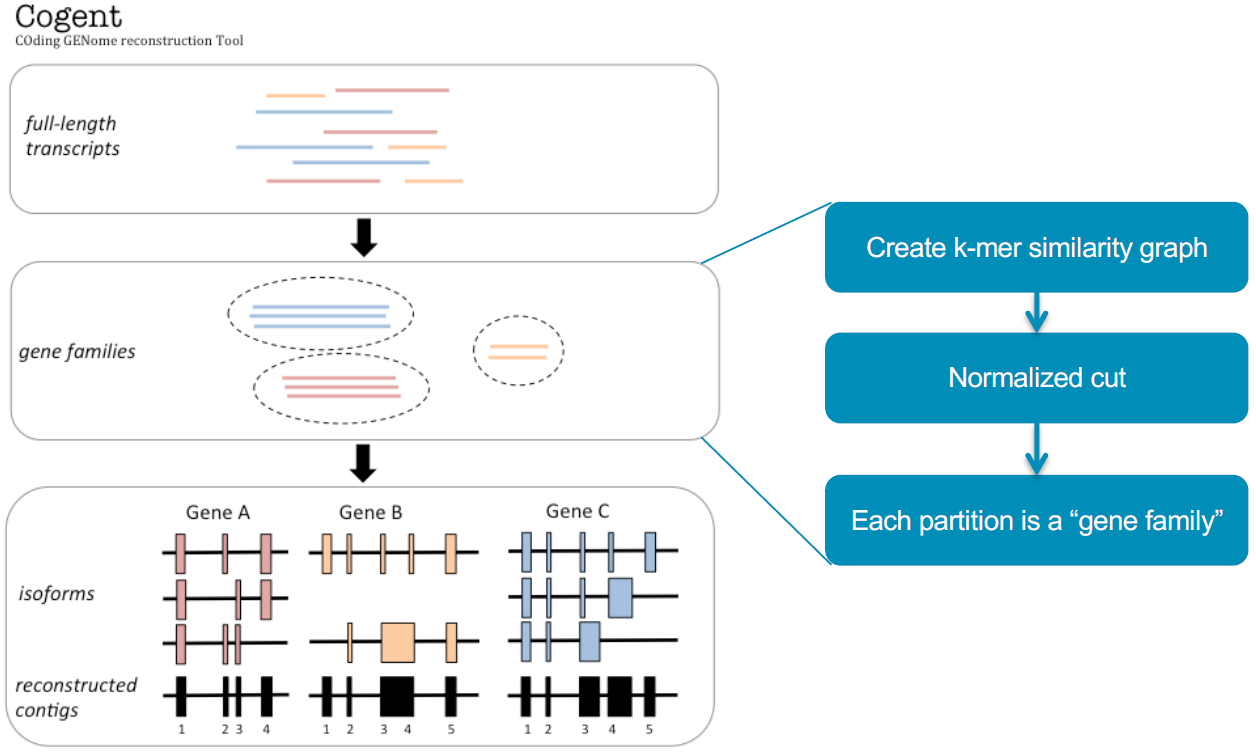 Cogent
COding GENome reconstruction Tool
full-length
transcripts
gene families
Create k-mer similarity graph
Normalized cut
Each partition is a “gene family”
Gene A
Gene B
Gene C
isoforms
reconstructed
contigs
1 2 3 4
1 2 3 4 5
1 2 3 4 5